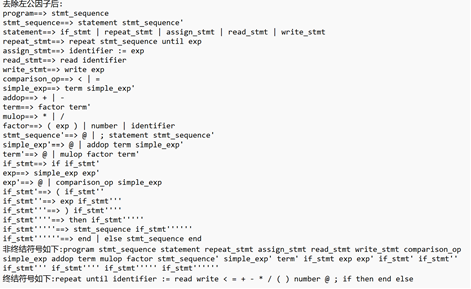 去除左公因子后:
program==> stmt_sequence
stmt_sequence==> statement stmt_sequence'
statement==> if_stmt | repeat_stmt | assign_stmt | read_stmt | write_stmt
repeat_stmt==> repeat stmt_sequence until exp
assign_stmt==> identifier := exp
read_stmt==> read identifier
write_stmt==> write exp
comparison_op==> < | =
simple_exp==> term simple_exp'
addop==> + | -
term==> factor term'
mulop==> * | /
factor==> ( exp ) | number | identifier
stmt_sequence'==> @ | ; statement stmt_sequence'
simple_exp'==> @ | addop term simple_exp'
term'==> @ | mulop factor term'
if_stmt==> if if_stmt'
exp==> simple_exp exp'
exp'==> @ | comparison_op simple_exp
if_stmt'==> ( if_stmt''
if_stmt''==> exp if_stmt'''
if_stmt'''==> ) if_stmt''''
if_stmt''''==> then if_stmt'''''
if_stmt'''''==> stmt_sequence if_stmt''''''
if_stmt''''''==> end | else stmt_sequence end
非终结符号如下:program stmt_sequence statement repeat_stmt assign_stmt read_stmt write_stmt comparison_op
simple_exp addop term mulop factor stmt_sequence' simple_exp' term' if_stmt exp exp' if_stmt' if_stmt''
if_stmt''' if_stmt'''' if_stmt''''' if_stmt''''''
终结符号如下:repeat until identifier := read write < = + - * / ( ) number @ ; if then end else